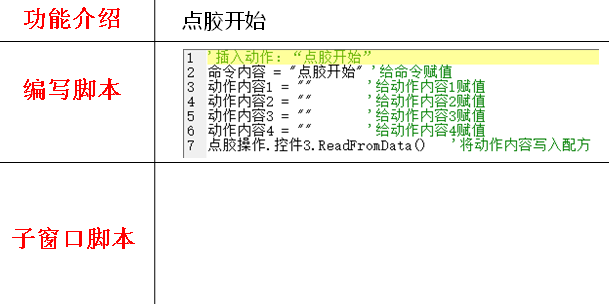 功能介绍
点胶开始
编写脚本
1 '插入动作：“点胶开始”
2 命令内容 = "点胶开始" '给命令赋值
3 动作内容1 = "" '给动作内容1赋值
4 动作内容2 = "" '给动作内容2赋值
5 动作内容3 = "" '给动作内容3赋值
6 动作内容4 = "" '给动作内容4赋值
7 点胶操作.控件3.ReadFromData() '将动作内容写入配方
子窗口脚本